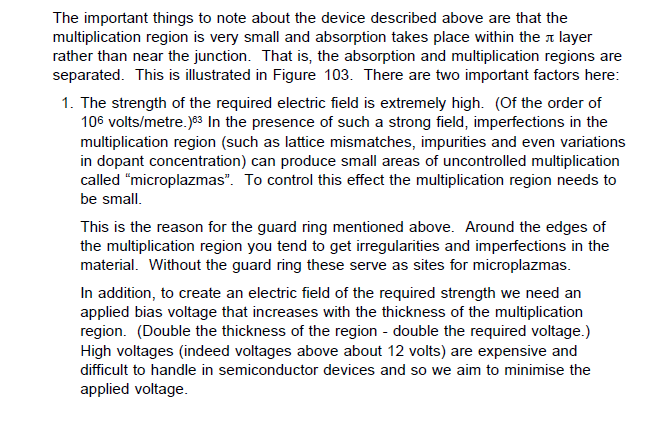 The important things to note about the device described above are that the
multiplication region is very small and absorption takes place within the π layer
rather than near the junction. That is, the absorption and multiplication regions are
separated. This is illustrated in Figure 103. There are two important factors here:
1. The strength of the required electric field is extremely high. (Of the order of
10⁶ volts/metre.)⁶³ In the presence of such a strong field, imperfections in the
multiplication region (such as lattice mismatches, impurities and even variations
in dopant concentration) can produce small areas of uncontrolled multiplication
called “microplazmas”. To control this effect the multiplication region needs to
be small.
This is the reason for the guard ring mentioned above. Around the edges of
the multiplication region you tend to get irregularities and imperfections in the
material. Without the guard ring these serve as sites for microplazmas.
In addition, to create an electric field of the required strength we need an
applied bias voltage that increases with the thickness of the multiplication
region. (Double the thickness of the region - double the required voltage.)
High voltages (indeed voltages above about 12 volts) are expensive and
difficult to handle in semiconductor devices and so we aim to minimise the
applied voltage.